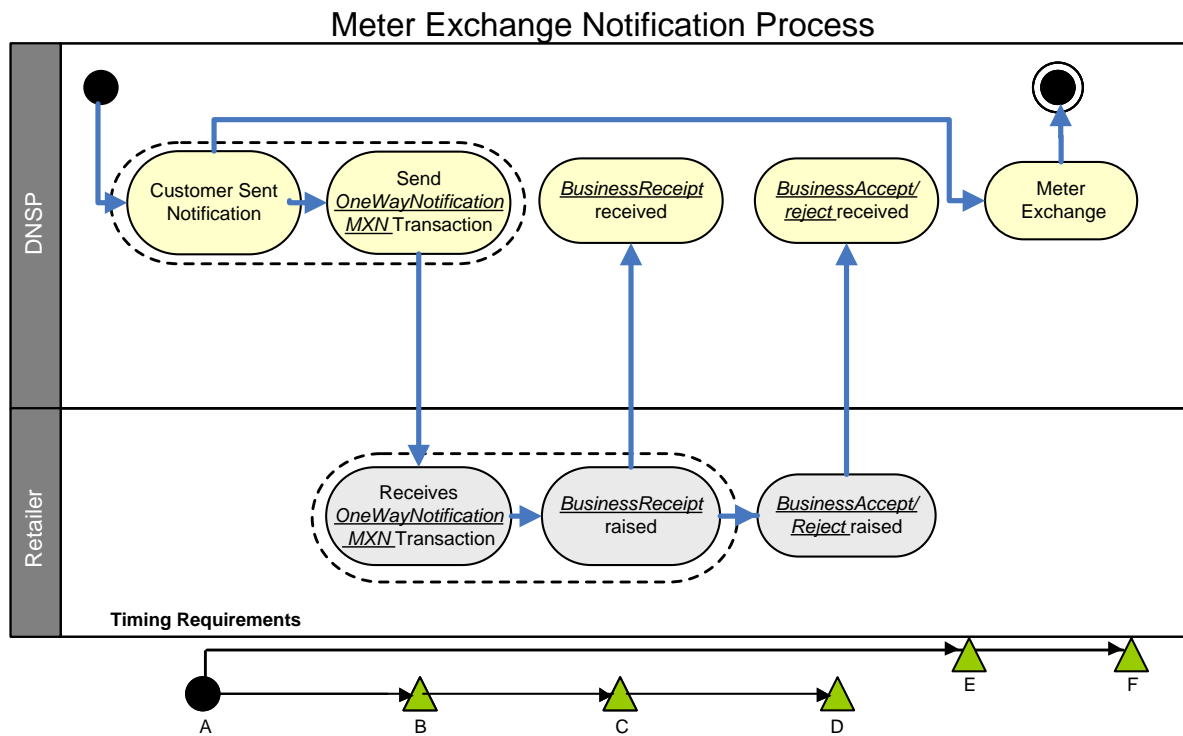 Meter Exchange Notification Process
DNSP
Customer Sent
Notification
Send
OneWayNotification
MXN Transaction
BusinessReceipt
received
BusinessAccept/
reject received
Meter
Exchange
Retailer
Receives
OneWayNotification
MXN Transaction
BusinessReceipt
raised
BusinessAccept/
Reject raised
Timing Requirements
A
B
C
D
E
F